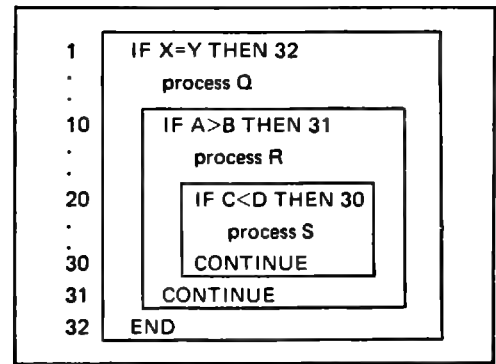 1 IF X=Y THEN 32
. process Q
.
10 IF A>B THEN 31
. process R
.
20 IF C<D THEN 30
. process S
.
30 CONTINUE
31 CONTINUE
32 END